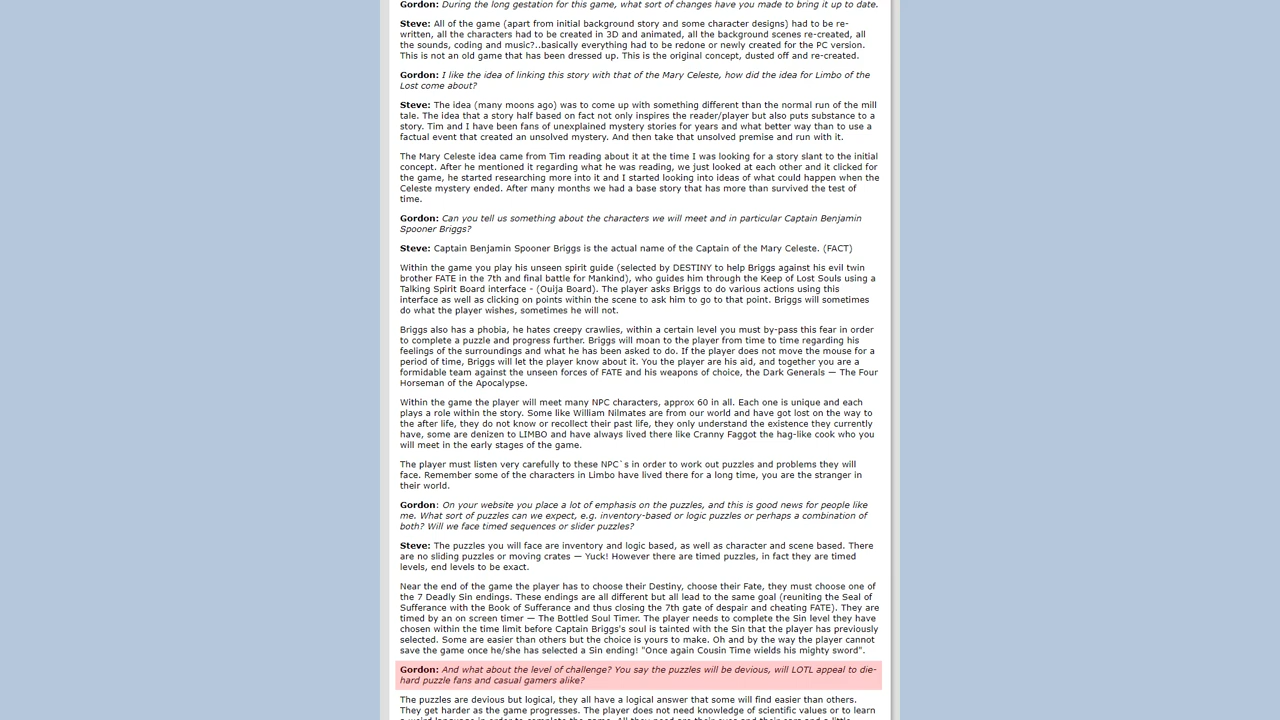 Gordon: During the long gestation for this game, what sort of changes have you made to bring it up to date.
Steve: All of the game (apart from initial background story and some character designs) had to be re-
written, all the characters had to be created in 3D and animated, all the background scenes re-created, all
the sounds, coding and music?..basically everything had to be redone or newly created for the PC version.
This is not an old game that has been dressed up. This is the original concept, dusted off and re-created.
Gordon: I like the idea of linking this story with that of the Mary Celeste, how did the idea for Limbo of the
Lost come about?
Steve: The idea (many moons ago) was to come up with something different than the normal run of the mill
tale. The idea that a story half based on fact not only inspires the reader/player but also puts substance to a
story. Tim and I have been fans of unexplained mystery stories for years and what better way than to use a
factual event that created an unsolved mystery. And then take that unsolved premise and run with it.
The Mary Celeste idea came from Tim reading about it at the time I was looking for a story slant to the initial
concept. After he mentioned it regarding what he was reading, we just looked at each other and it clicked for
the game, he started researching more into it and I started looking into ideas of what could happen when the
Celeste mystery ended. After many months we had a base story that has more than survived the test of
time.
Gordon: Can you tell us something about the characters we will meet and in particular Captain Benjamin
Spooner Briggs?
Steve: Captain Benjamin Spooner Briggs is the actual name of the Captain of the Mary Celeste. (FACT)
Within the game you play his unseen spirit guide (selected by DESTINY to help Briggs against his evil twin
brother FATE in the 7th and final battle for Mankind), who guides him through the Keep of Lost Souls using a
Talking Spirit Board interface - (Ouija Board). The player asks Briggs to do various actions using this
interface as well as clicking on points within the scene to ask him to go to that point. Briggs will sometimes
do what the player wishes, sometimes he will not.
Briggs also has a phobia, he hates creepy crawlies, within a certain level you must by-pass this fear in order
to complete a puzzle and progress further. Briggs will moan to the player from time to time regarding his
feelings of the surroundings and what he has been asked to do. If the player does not move the mouse for a
period of time, Briggs will let the player know about it. You the player are his aid, and together you are a
formidable team against the unseen forces of FATE and his weapons of choice, the Dark Generals — The Four
Horseman of the Apocalypse.
Within the game the player will meet many NPC characters, approx 60 in all. Each one is unique and each
plays a role within the story. Some like William Nilmates are from our world and have got lost on the way to
the after life, they do not know or recollect their past life, they only understand the existence they currently
have, some are denizen to LIMBO and have always lived there like Cranny Faggot the hag-like cook who you
will meet in the early stages of the game.
The player must listen very carefully to these NPC`s in order to work out puzzles and problems they will
face. Remember some of the characters in Limbo have lived there for a long time, you are the stranger in
their world.
Gordon: On your website you place a lot of emphasis on the puzzles, and this is good news for people like
me. What sort of puzzles can we expect, e.g. inventory-based or logic puzzles or perhaps a combination of
both? Will we face timed sequences or slider puzzles?
Steve: The puzzles you will face are inventory and logic based, as well as character and scene based. There
are no sliding puzzles or moving crates — Yuck! However there are timed puzzles, in fact they are timed
levels, end levels to be exact.
Near the end of the game the player has to choose their Destiny, choose their Fate, they must choose one of
the 7 Deadly Sin endings. These endings are all different but all lead to the same goal (reuniting the Seal of
Sufferance with the Book of Sufferance and thus closing the 7th gate of despair and cheating FATE). They are
timed by an on screen timer — The Bottled Soul Timer. The player needs to complete the Sin level they have
chosen within the time limit before Captain Briggs's soul is tainted with the Sin that the player has previously
selected. Some are easier than others but the choice is yours to make. Oh and by the way the player cannot
save the game once he/she has selected a Sin ending! "Once again Cousin Time wields his mighty sword".
Gordon: And what about the level of challenge? You say the puzzles will be devious, will LOTL appeal to die-
hard puzzle fans and casual gamers alike?
The puzzles are devious but logical, they all have a logical answer that some will find easier than others.
They get harder as the game progresses. The player does not need knowledge of scientific values or to learn
a weird language in order to complete the game. All they need are their eyes and their ears and a little